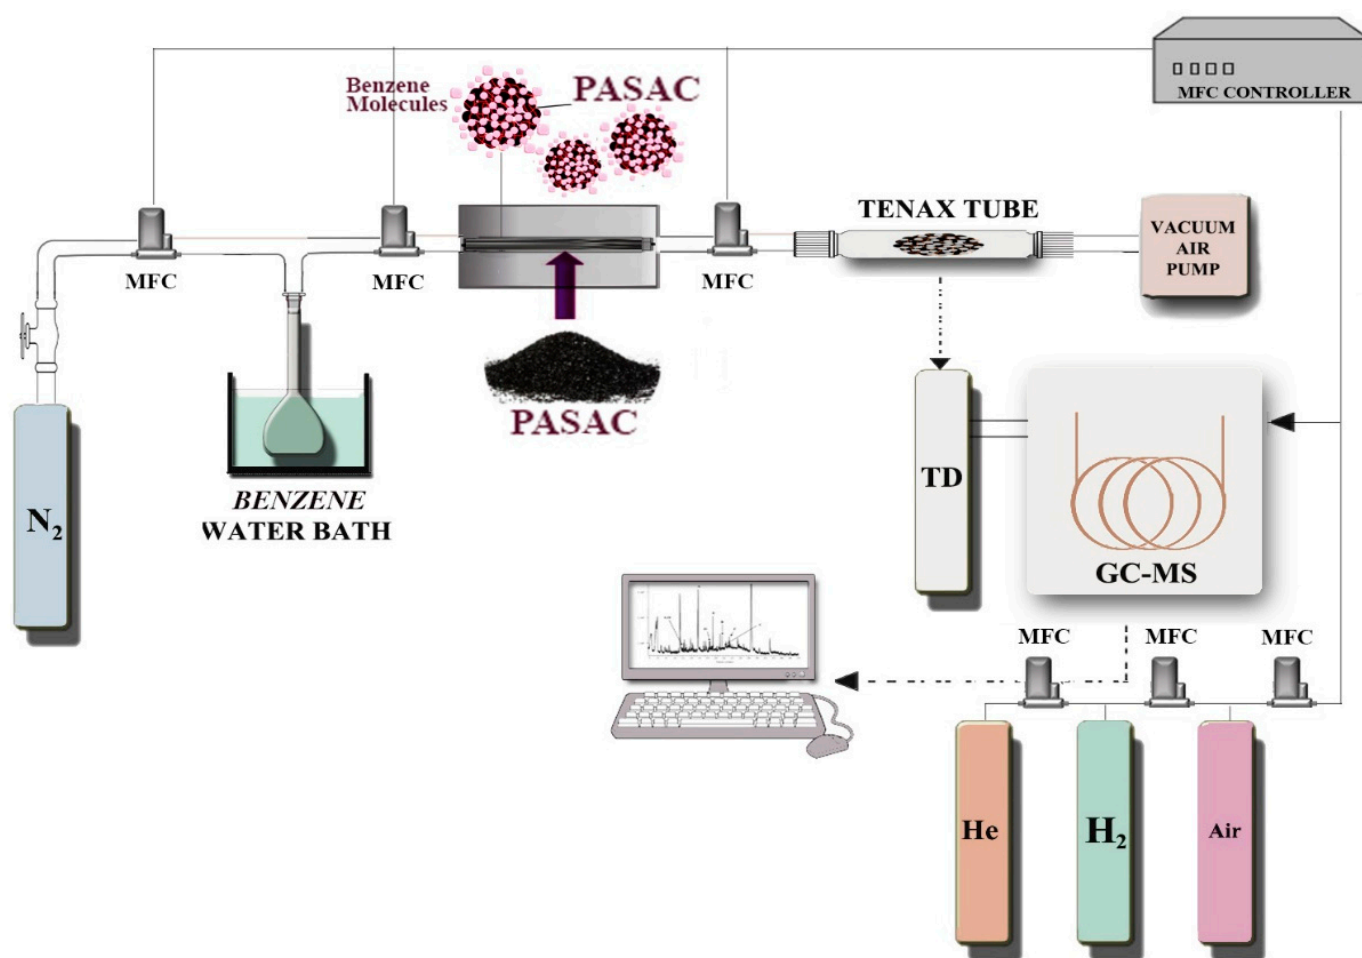 MFC CONTROLLER
Benzene
Molecules
PASAC
MFC
MFC
MFC
TENAX TUBE
VACUUM
AIR
PUMP
PASAC
BENZENE
WATER BATH
N₂
TD
GC-MS
MFC
MFC
MFC
He
H₂
Air